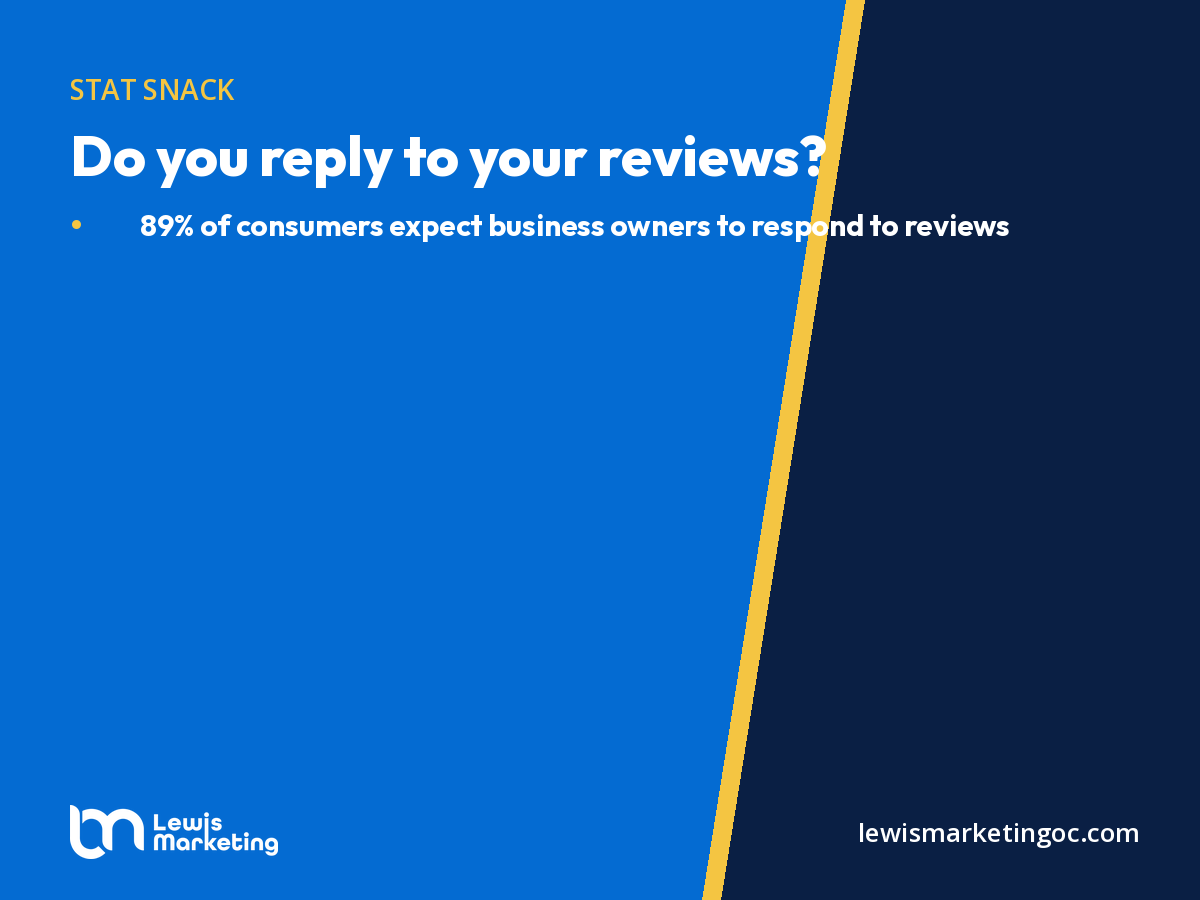 STAT SNACK
Do you reply to your reviews?
• 89% of consumers expect business owners to respond to reviews
Lewis
Marketing
lewismarketingoc.com